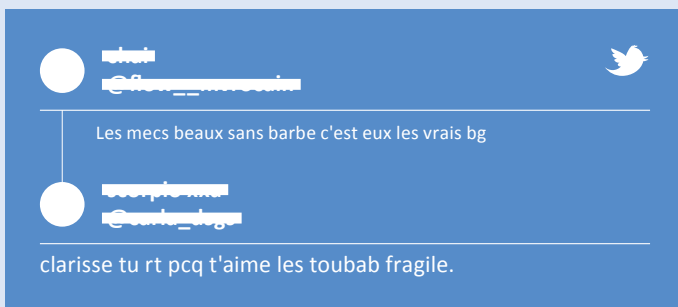 Les mecs beaux sans barbe c'est eux les vrais bg
clarisse tu rt pcq t'aime les toubab fragile.